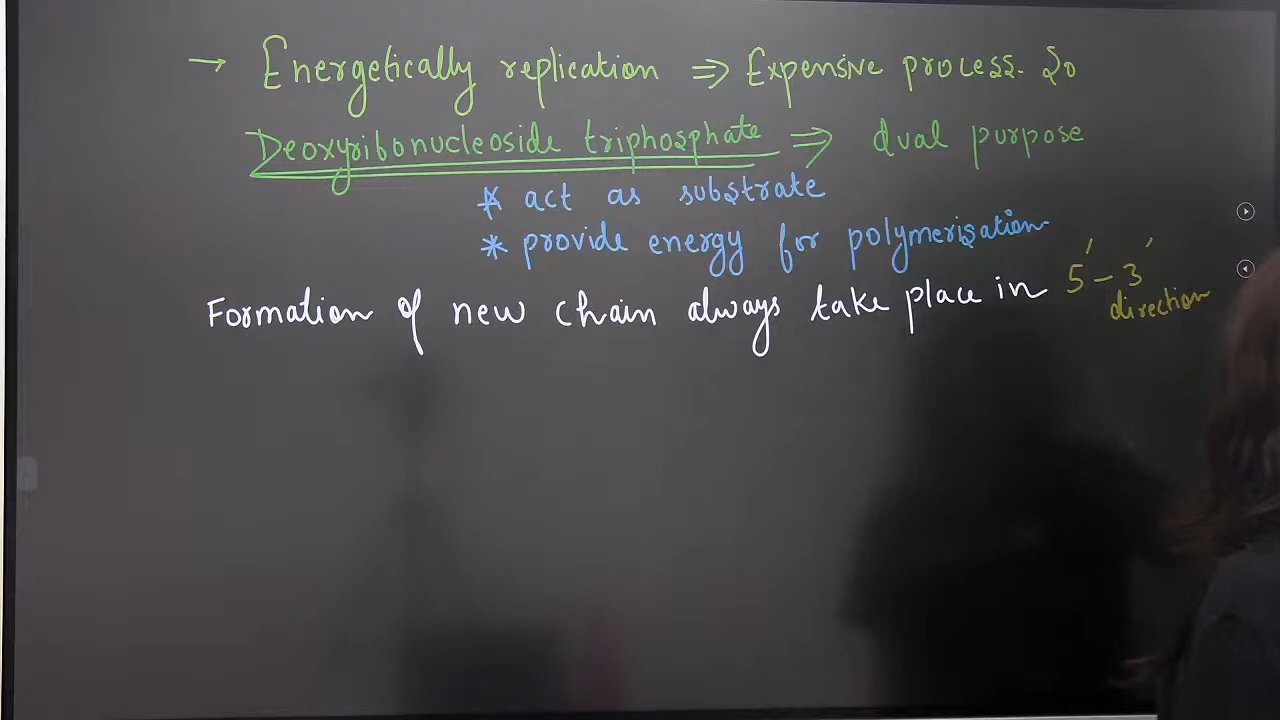 → Energetically replication ⇒ Expensive process. So
Deoxyribonucleoside triphosphate ⇒ dual purpose
* act as substrate
* provide energy for polymerisation.
Formation of new chain always take place in 5' - 3'
direction